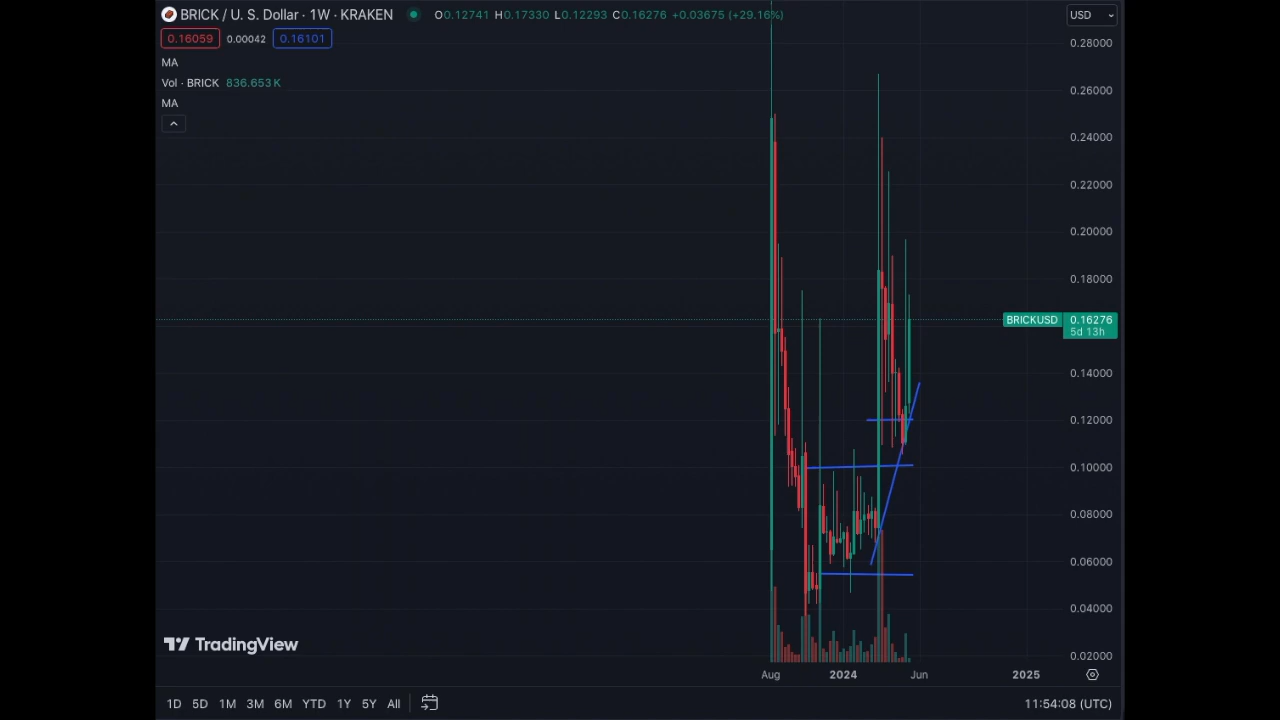 BRICK / U. S. Dollar · 1W · KRAKEN O0.12741 H0.17330 L0.12293 C0.16276 +0.03675 (+29.16%)
USD
0.16059 0.00042 0.16101
MA
Vol · BRICK 836.653 K
MA
0.28000
0.26000
0.24000
0.22000
0.20000
0.18000
BRICKUSD 0.16276
5d 13h
0.14000
0.12000
0.10000
0.08000
0.06000
0.04000
0.02000
TradingView
Aug 2024 Jun 2025
1D 5D 1M 3M 6M YTD 1Y 5Y All 11:54:08 (UTC)